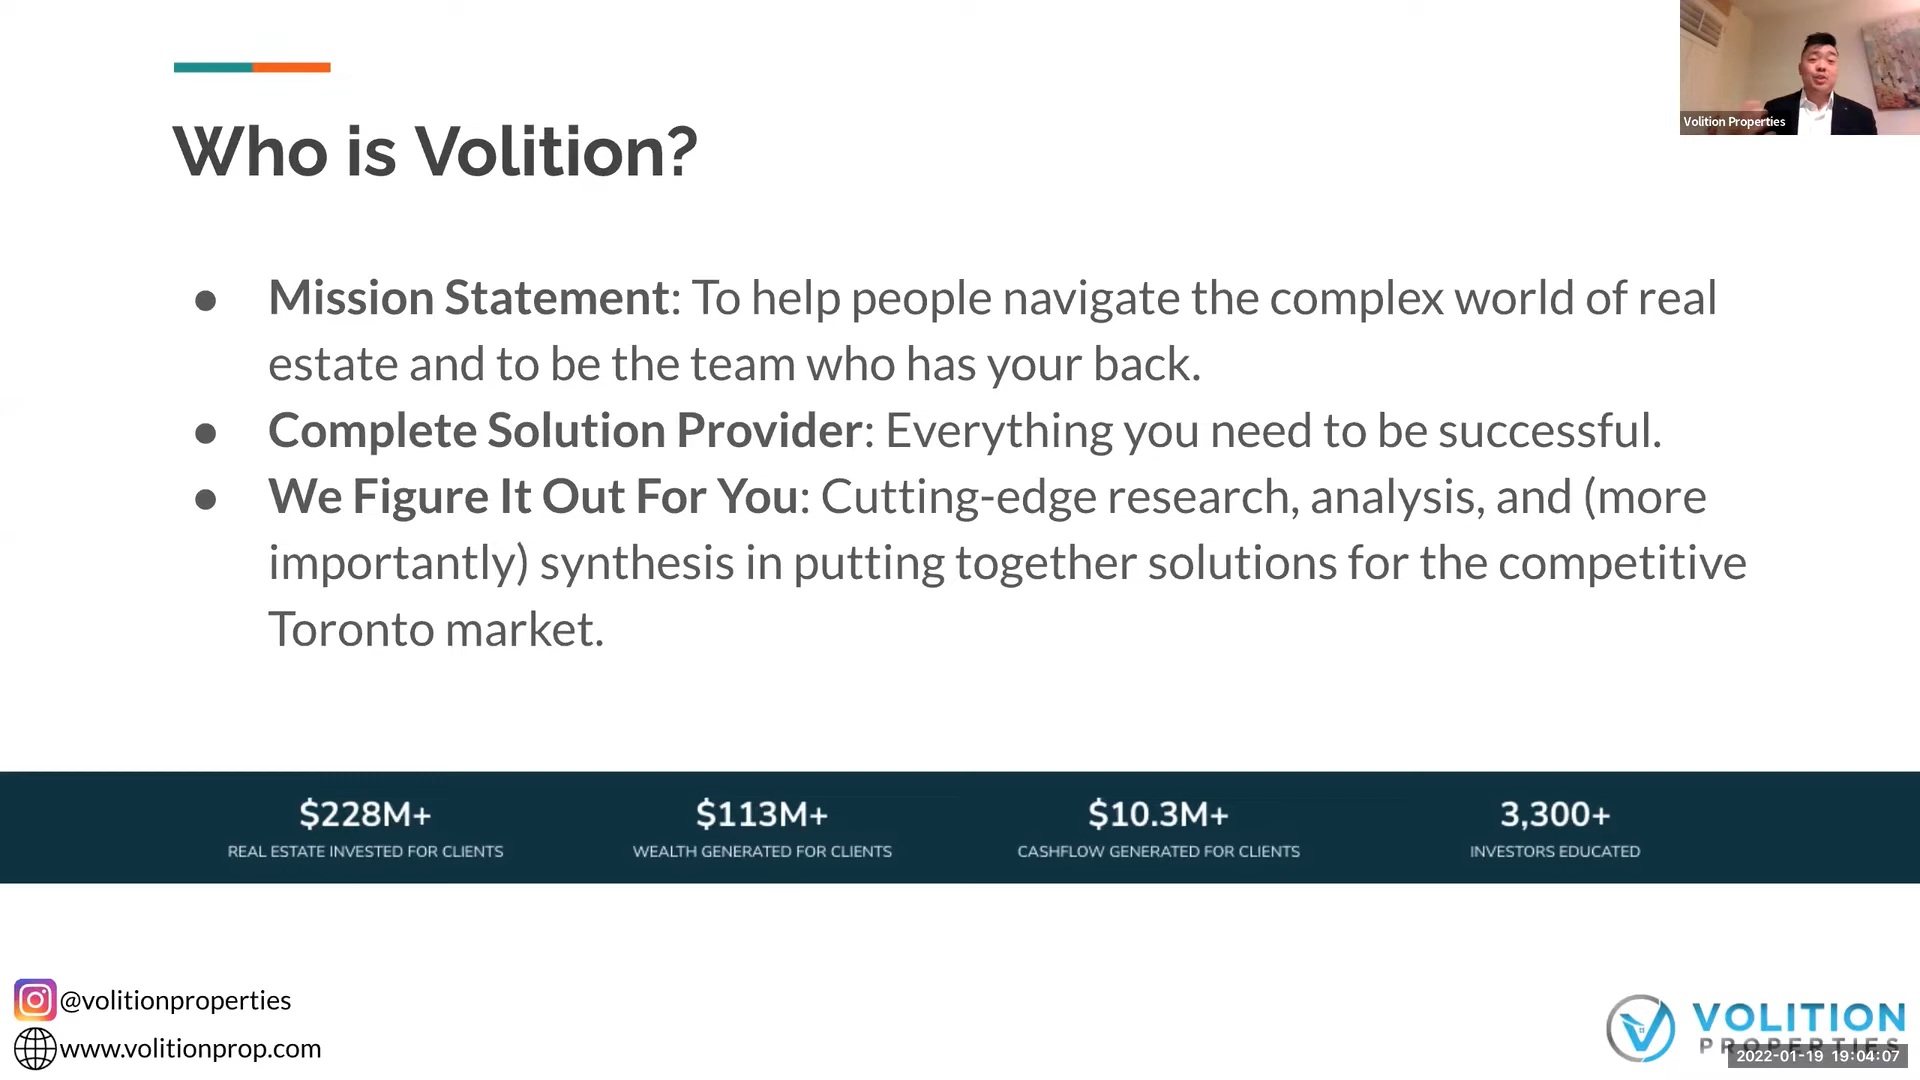 Volition Properties
Who is Volition?
● Mission Statement: To help people navigate the complex world of real
estate and to be the team who has your back.
● Complete Solution Provider: Everything you need to be successful.
● We Figure It Out For You: Cutting-edge research, analysis, and (more
importantly) synthesis in putting together solutions for the competitive
Toronto market.
$228M+
REAL ESTATE INVESTED FOR CLIENTS
$113M+
WEALTH GENERATED FOR CLIENTS
$10.3M+
CASHFLOW GENERATED FOR CLIENTS
3,300+
INVESTORS EDUCATED
@volitionproperties
www.volitionprop.com
VOLITION
PROPERTIES
2022-01-19 19:04:07